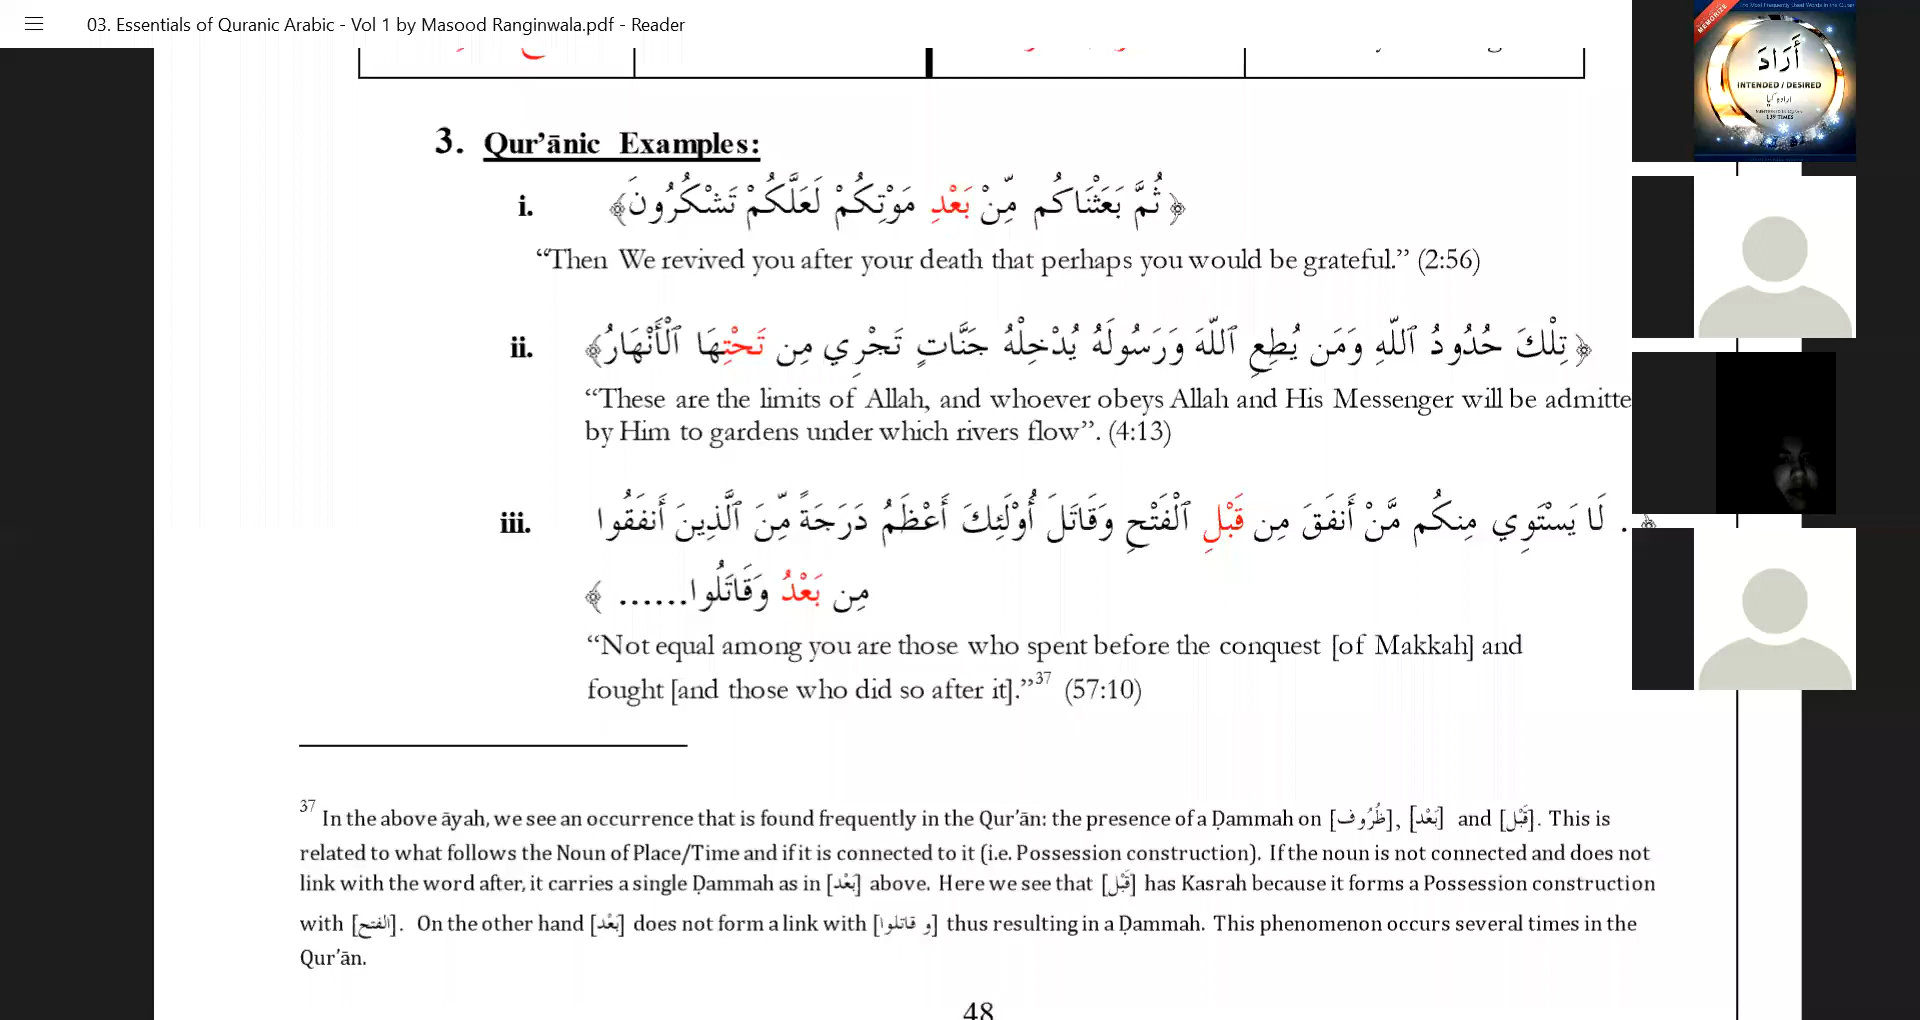 03. Essentials of Quranic Arabic - Vol 1 by Masood Ranginwala.pdf - Reader
MEMORIZE
أَرَادَ
INTENDED / DESIRED
ارادہ کیا
139 TIMES
3. Qur’ānic Examples:
i. ﴿ثُمَّ بَعَثْنَاكُم مِّنْ بَعْدِ مَوْتِكُمْ لَعَلَّكُمْ تَشْكُرُونَ﴾
“Then We revived you after your death that perhaps you would be grateful.” (2:56)
ii. ﴿تِلْكَ حُدُودُ ٱللّهِ وَمَن يُطِعِ ٱللّهَ وَرَسُولَهُ يُدْخِلْهُ جَنَّاتٍ تَجْرِي مِن تَحْتِهَا ٱلْأَنْهَارُ﴾
“These are the limits of Allah, and whoever obeys Allah and His Messenger will be admitte
by Him to gardens under which rivers flow”. (4:13)
iii. ﴿. لَا يَسْتَوِي مِنكُم مَّنْ أَنفَقَ مِن قَبْلِ ٱلْفَتْحِ وَقَاتَلَ أُوْلَئِكَ أَعْظَمُ دَرَجَةً مِّنَ ٱلَّذِينَ أَنفَقُوا
مِن بَعْدُ وَقَاتَلُوا...... ﴾
“Not equal among you are those who spent before the conquest [of Makkah] and
fought [and those who did so after it].”37 (57:10)
37 In the above āyah, we see an occurrence that is found frequently in the Qur’ān: the presence of a Ḍammah on [ظُرُوف], [بَعْد] and [قَبْل]. This is
related to what follows the Noun of Place/Time and if it is connected to it (i.e. Possession construction). If the noun is not connected and does not
link with the word after, it carries a single Ḍammah as in [بَعْد] above. Here we see that [قَبْل] has Kasrah because it forms a Possession construction
with [الفتح]. On the other hand [بَعْد] does not form a link with [و قاتلوا] thus resulting in a Ḍammah. This phenomenon occurs several times in the
Qur’ān.
48